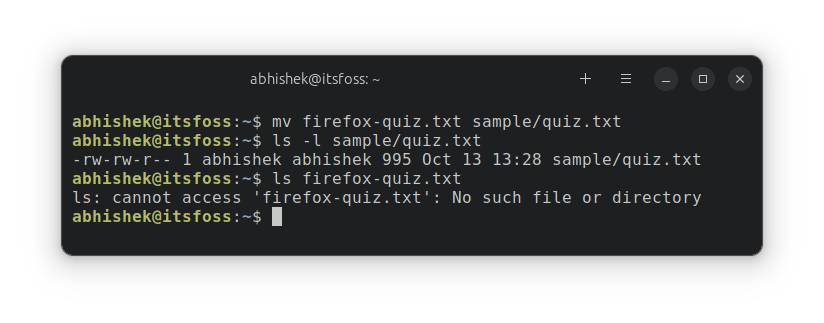 abhishek@itsfoss: ~
abhishek@itsfoss:~$ mv firefox-quiz.txt sample/quiz.txt
abhishek@itsfoss:~$ ls -l sample/quiz.txt
-rw-rw-r-- 1 abhishek abhishek 995 Oct 13 13:28 sample/quiz.txt
abhishek@itsfoss:~$ ls firefox-quiz.txt
ls: cannot access 'firefox-quiz.txt': No such file or directory
abhishek@itsfoss:~$